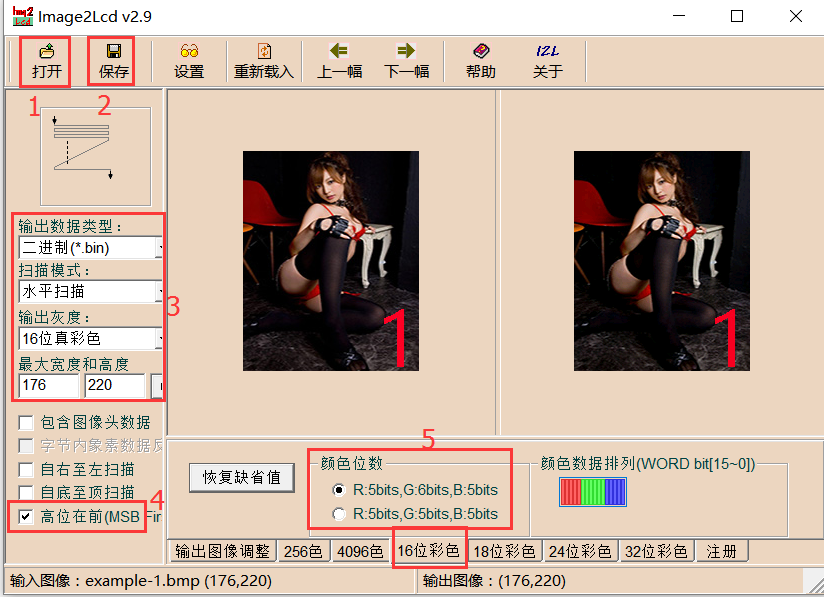 Image2Lcd v2.9
打开
保存
设置
重新载入
上一幅
下一幅
帮助
I2L
关于
1
2
输出数据类型：
二进制(*.bin)
扫描模式：
水平扫描
3
输出灰度：
16位真彩色
最大宽度和高度
176
220
包含图像头数据
字节内象素数据反
自右至左扫描
自底至顶扫描
4
高位在前(MSB Fir
1
1
5
恢复缺省值
颜色位数
R:5bits,G:6bits,B:5bits
R:5bits,G:5bits,B:5bits
颜色数据排列(WORD bit[15~0])
输出图像调整
256色
4096色
16位彩色
18位彩色
24位彩色
32位彩色
注册
输入图像：example-1.bmp (176,220)
输出图像：(176,220)